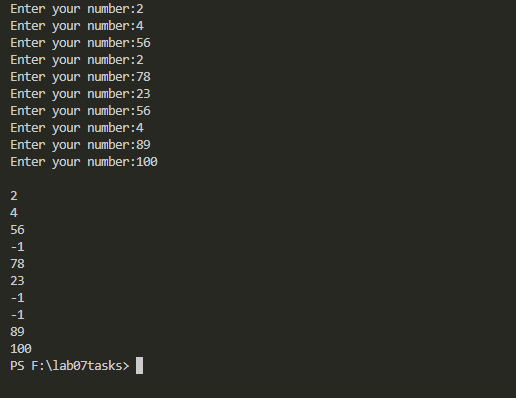 Enter your number:2
Enter your number:4
Enter your number:56
Enter your number:2
Enter your number:78
Enter your number:23
Enter your number:56
Enter your number:4
Enter your number:89
Enter your number:100
2
4
56
-1
78
23
-1
-1
89
100
PS F:\lab07tasks>